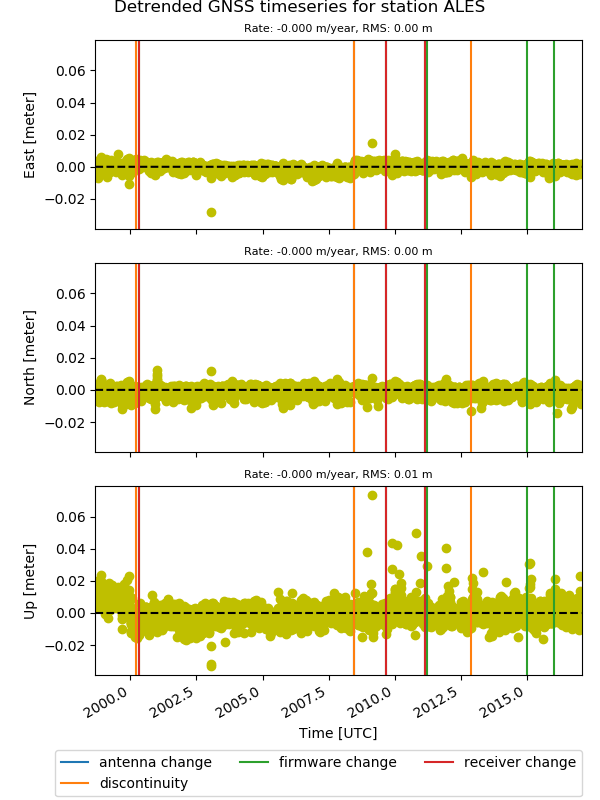 Detrended GNSS timeseries for station ALES
Rate: -0.000 m/year, RMS: 0.00 m
0.06
0.04
0.02
0.00
−0.02
East [meter]
Rate: -0.000 m/year, RMS: 0.00 m
0.06
0.04
0.02
0.00
−0.02
North [meter]
Rate: -0.000 m/year, RMS: 0.01 m
0.06
0.04
0.02
0.00
−0.02
Up [meter]
2000.0 2002.5 2005.0 2007.5 2010.0 2012.5 2015.0
Time [UTC]
antenna change firmware change receiver change
discontinuity